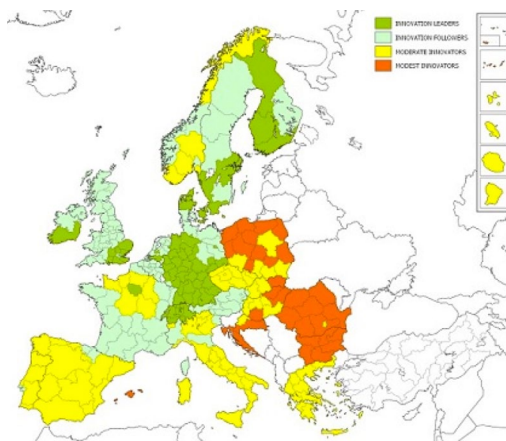 INNOVATION LEADERS
INNOVATION FOLLOWERS
MODERATE INNOVATORS
MODEST INNOVATORS